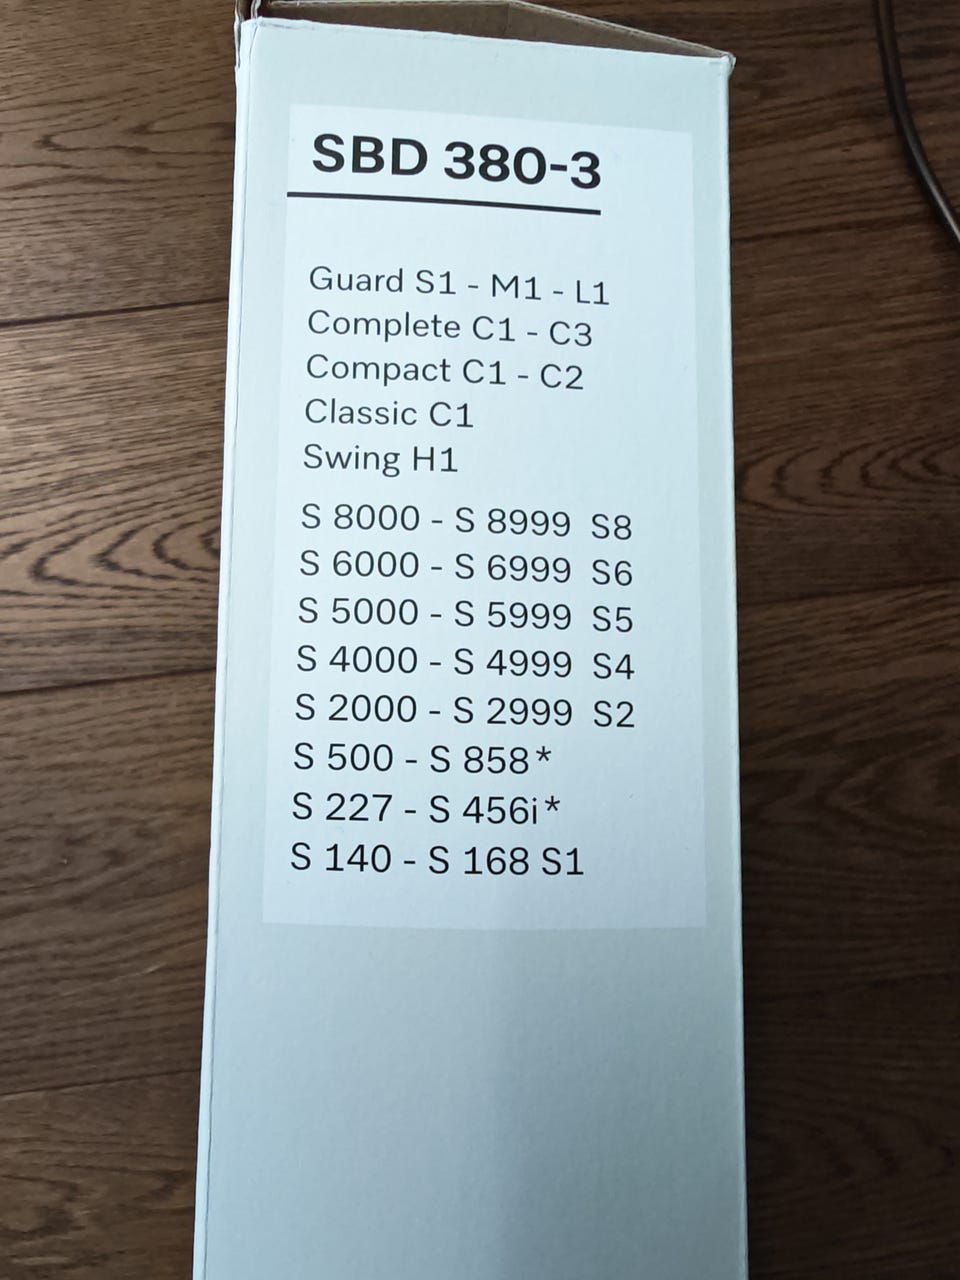 SBD 380-3
Guard S1 - M1 - L1
Complete C1 - C3
Compact C1 - C2
Classic C1
Swing H1
S 8000 - S 8999 S8
S 6000 - S 6999 S6
S 5000 - S 5999 S5
S 4000 - S 4999 S4
S 2000 - S 2999 S2
S 500 - S 858*
S 227 - S 456i*
S 140 - S 168 S1